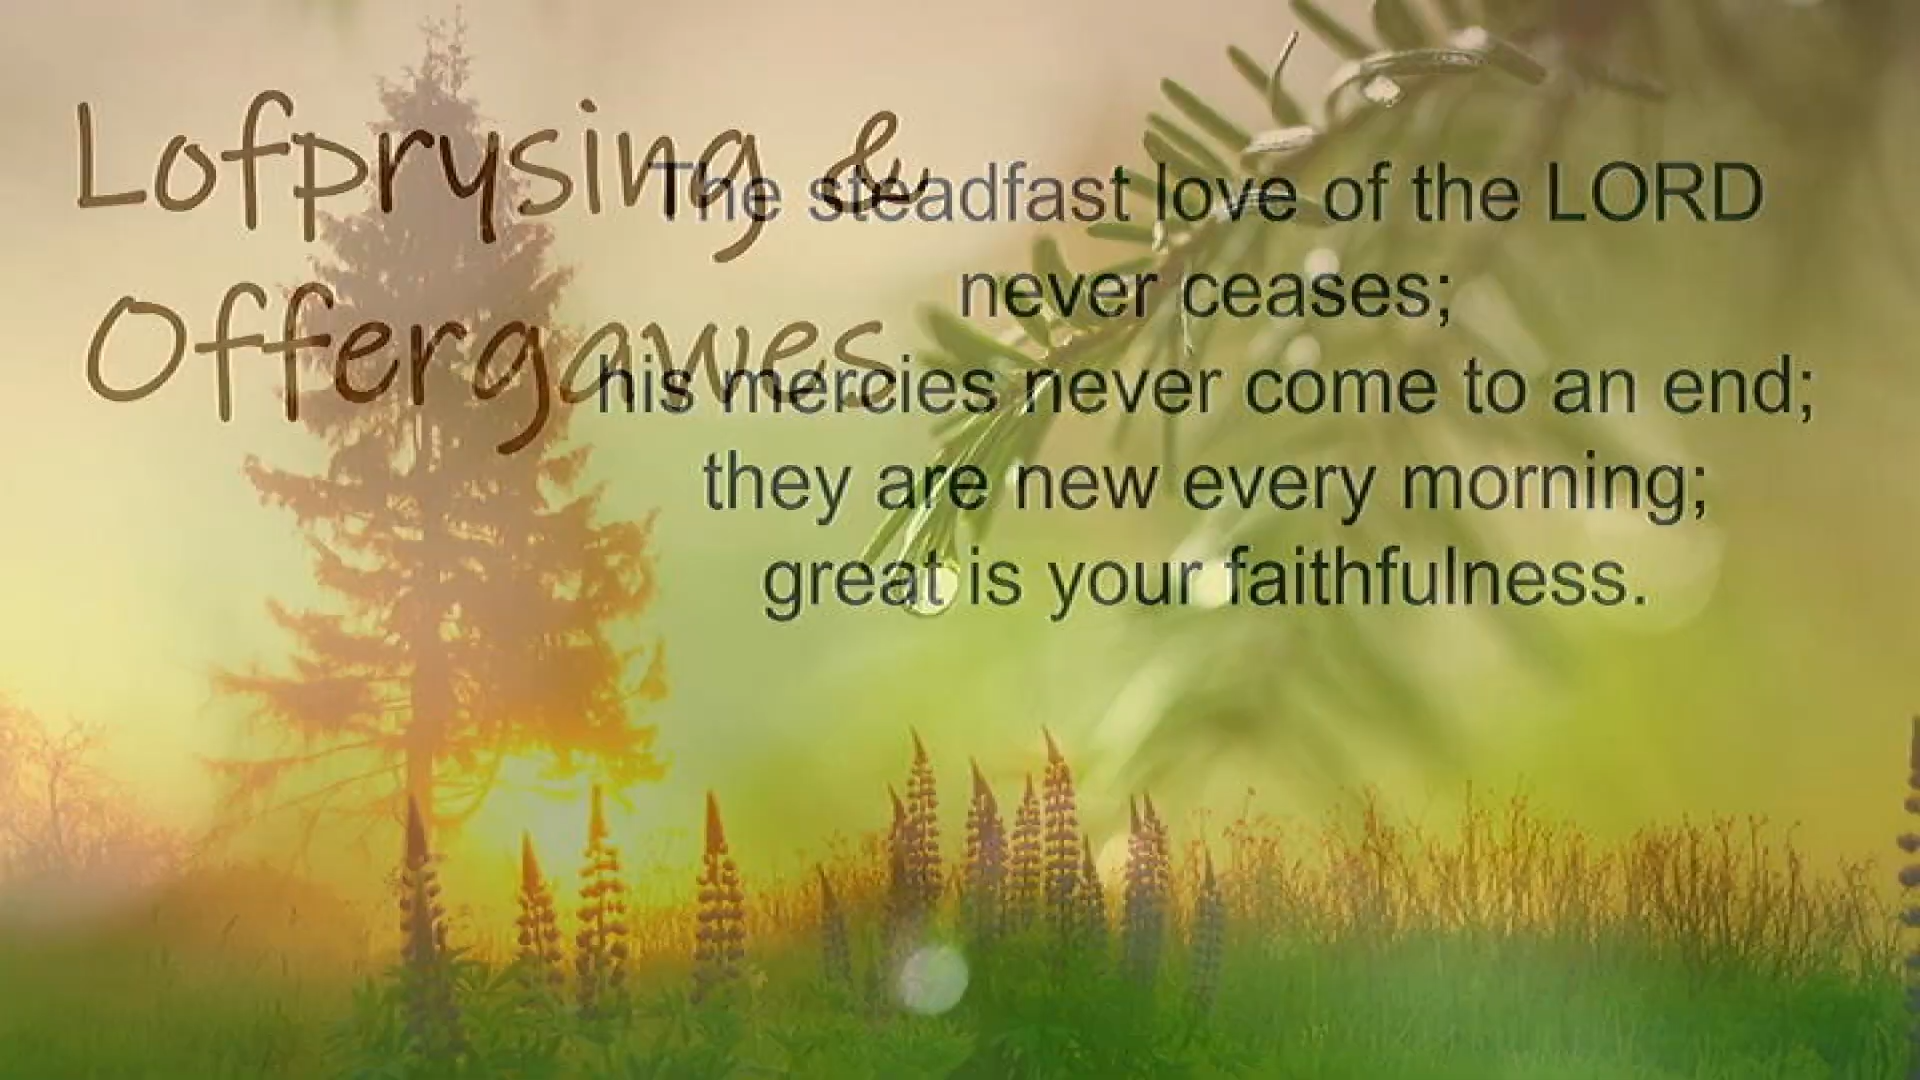 Lofprysing &
Offergawes
The steadfast love of the LORD
never ceases;
his mercies never come to an end;
they are new every morning;
great is your faithfulness.